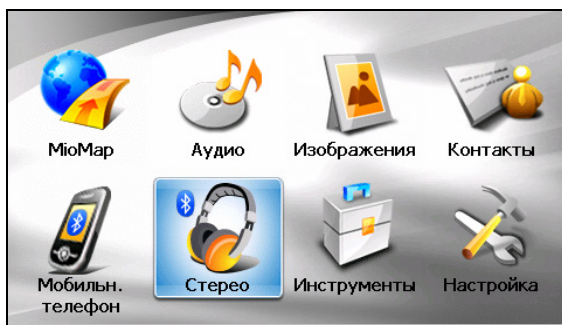 MioMap
Аудио
Изображения
Контакты
Мобильн.
телефон
Стерео
Инструменты
Настройка